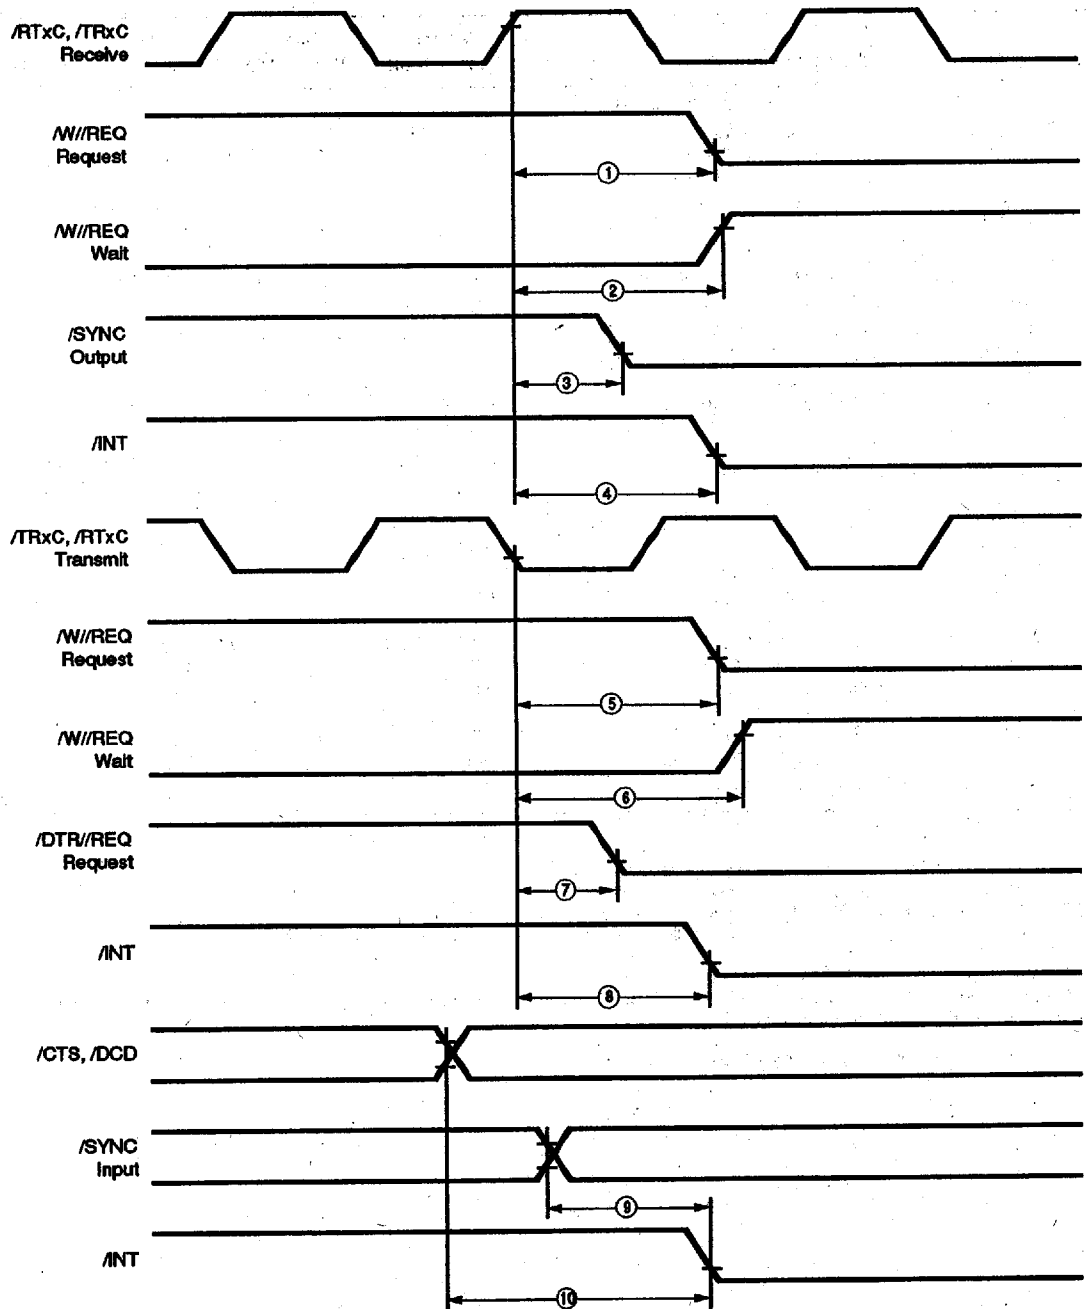 /RTxC, /TRxC
Receive
/W//REQ
Request
1
/W//REQ
Wait
2
/SYNC
Output
3
/INT
4
/TRxC, /RTxC
Transmit
/W//REQ
Request
5
/W//REQ
Wait
6
/DTR//REQ
Request
7
/INT
8
/CTS, /DCD
/SYNC
Input
9
/INT
10